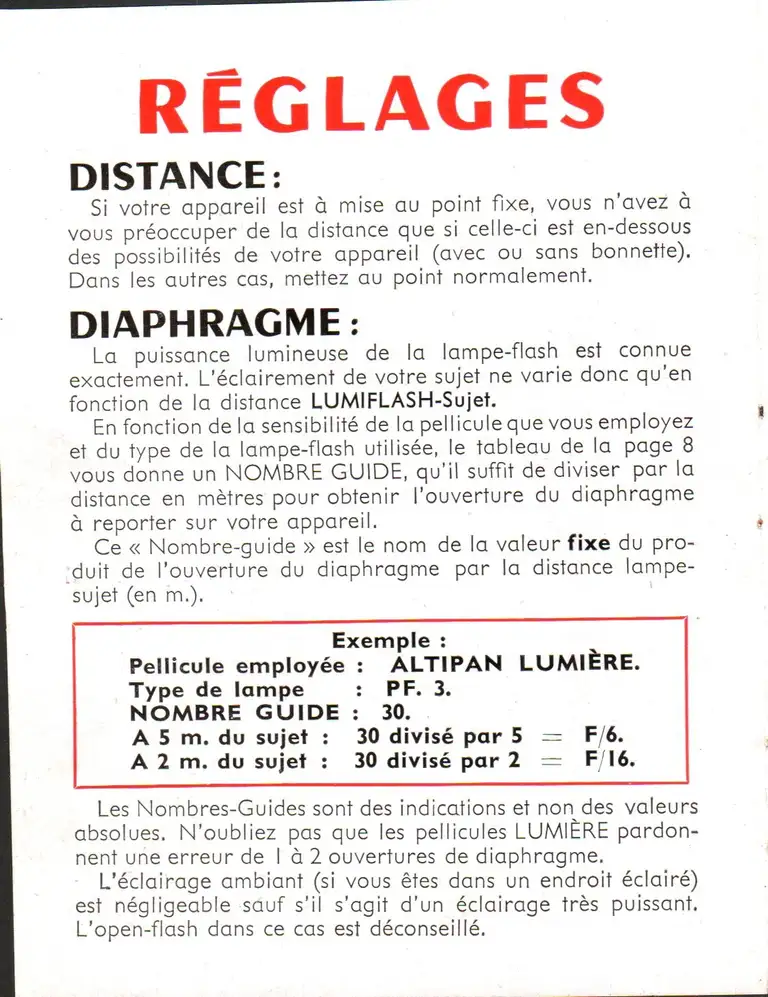 RÉGLAGES
DISTANCE :
Si votre appareil est à mise au point fixe, vous n'avez à
vous préoccuper de la distance que si celle-ci est en-dessous
des possibilités de votre appareil (avec ou sans bonnette).
Dans les autres cas, mettez au point normalement.
DIAPHRAGME :
La puissance lumineuse de la lampe-flash est connue
exactement. L'éclairement de votre sujet ne varie donc qu'en
fonction de la distance LUMIFLASH-Sujet.
En fonction de la sensibilité de la pellicule que vous employez
et du type de la lampe-flash utilisée, le tableau de la page 8
vous donne un NOMBRE GUIDE, qu'il suffit de diviser par la
distance en mètres pour obtenir l'ouverture du diaphragme
à reporter sur votre appareil.
Ce « Nombre-guide » est le nom de la valeur fixe du pro-
duit de l'ouverture du diaphragme par la distance lampe-
sujet (en m.).
Exemple :
Pellicule employée : ALTIPAN LUMIÈRE.
Type de lampe : PF. 3.
NOMBRE GUIDE : 30.
A 5 m. du sujet : 30 divisé par 5 = F/6.
A 2 m. du sujet : 30 divisé par 2 = F/16.
Les Nombres-Guides sont des indications et non des valeurs
absolues. N'oubliez pas que les pellicules LUMIÈRE pardon-
nent une erreur de 1 à 2 ouvertures de diaphragme.
L'éclairage ambiant (si vous êtes dans un endroit éclairé)
est négligeable sauf s'il s'agit d'un éclairage très puissant.
L'open-flash dans ce cas est déconseillé.